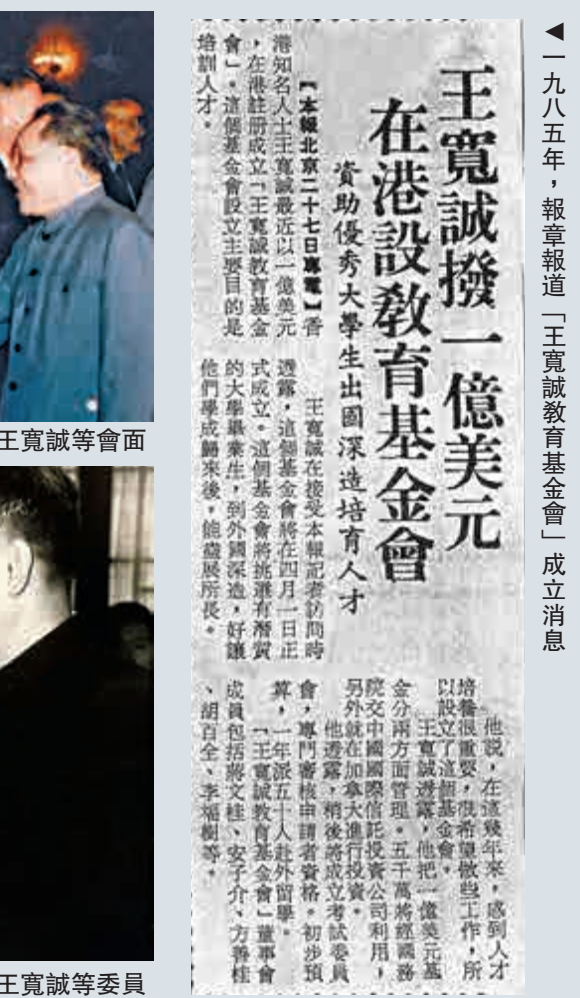 ◀一九八五年，報章報道「王寬誠教育基金會」成立消息
王寬誠撥一億美元
在港設教育基金會
資助優秀大學生出國深造培育人才
【本報北京二十七日專電】香
港知名人士王寬誠最近以一億美元
，在港註册成立「王寬誠教育基金
會」。這個基金會設立主要目的是
培訓人才。
王寬誠在接受本報記者訪問時
透露，這個基金會將在四月一日正
式成立。這個基金會將挑選有潛質
的大學畢業生，到外國深造，好讓
他們學成歸來後，能盡展所長。
他説，在這幾年來，感到人才
培養很重要，很希望做些工作，所
以設立了這個基金會。
王寬誠透露，他把一億美元基
金分兩方面管理。五千萬將經國務
院交中國國際信託投資公司利用，
另外就在加拿大進行投資。
他透露，稍後將成立考試委員
會，專門審核申請者資格。初步預
算，一年派五十人赴外留學。
「王寬誠教育基金會」董事會
成員包括蔣文桂、安子介、方善桂
、胡百全、李福樹等。
王寬誠等會面
王寬誠等委員